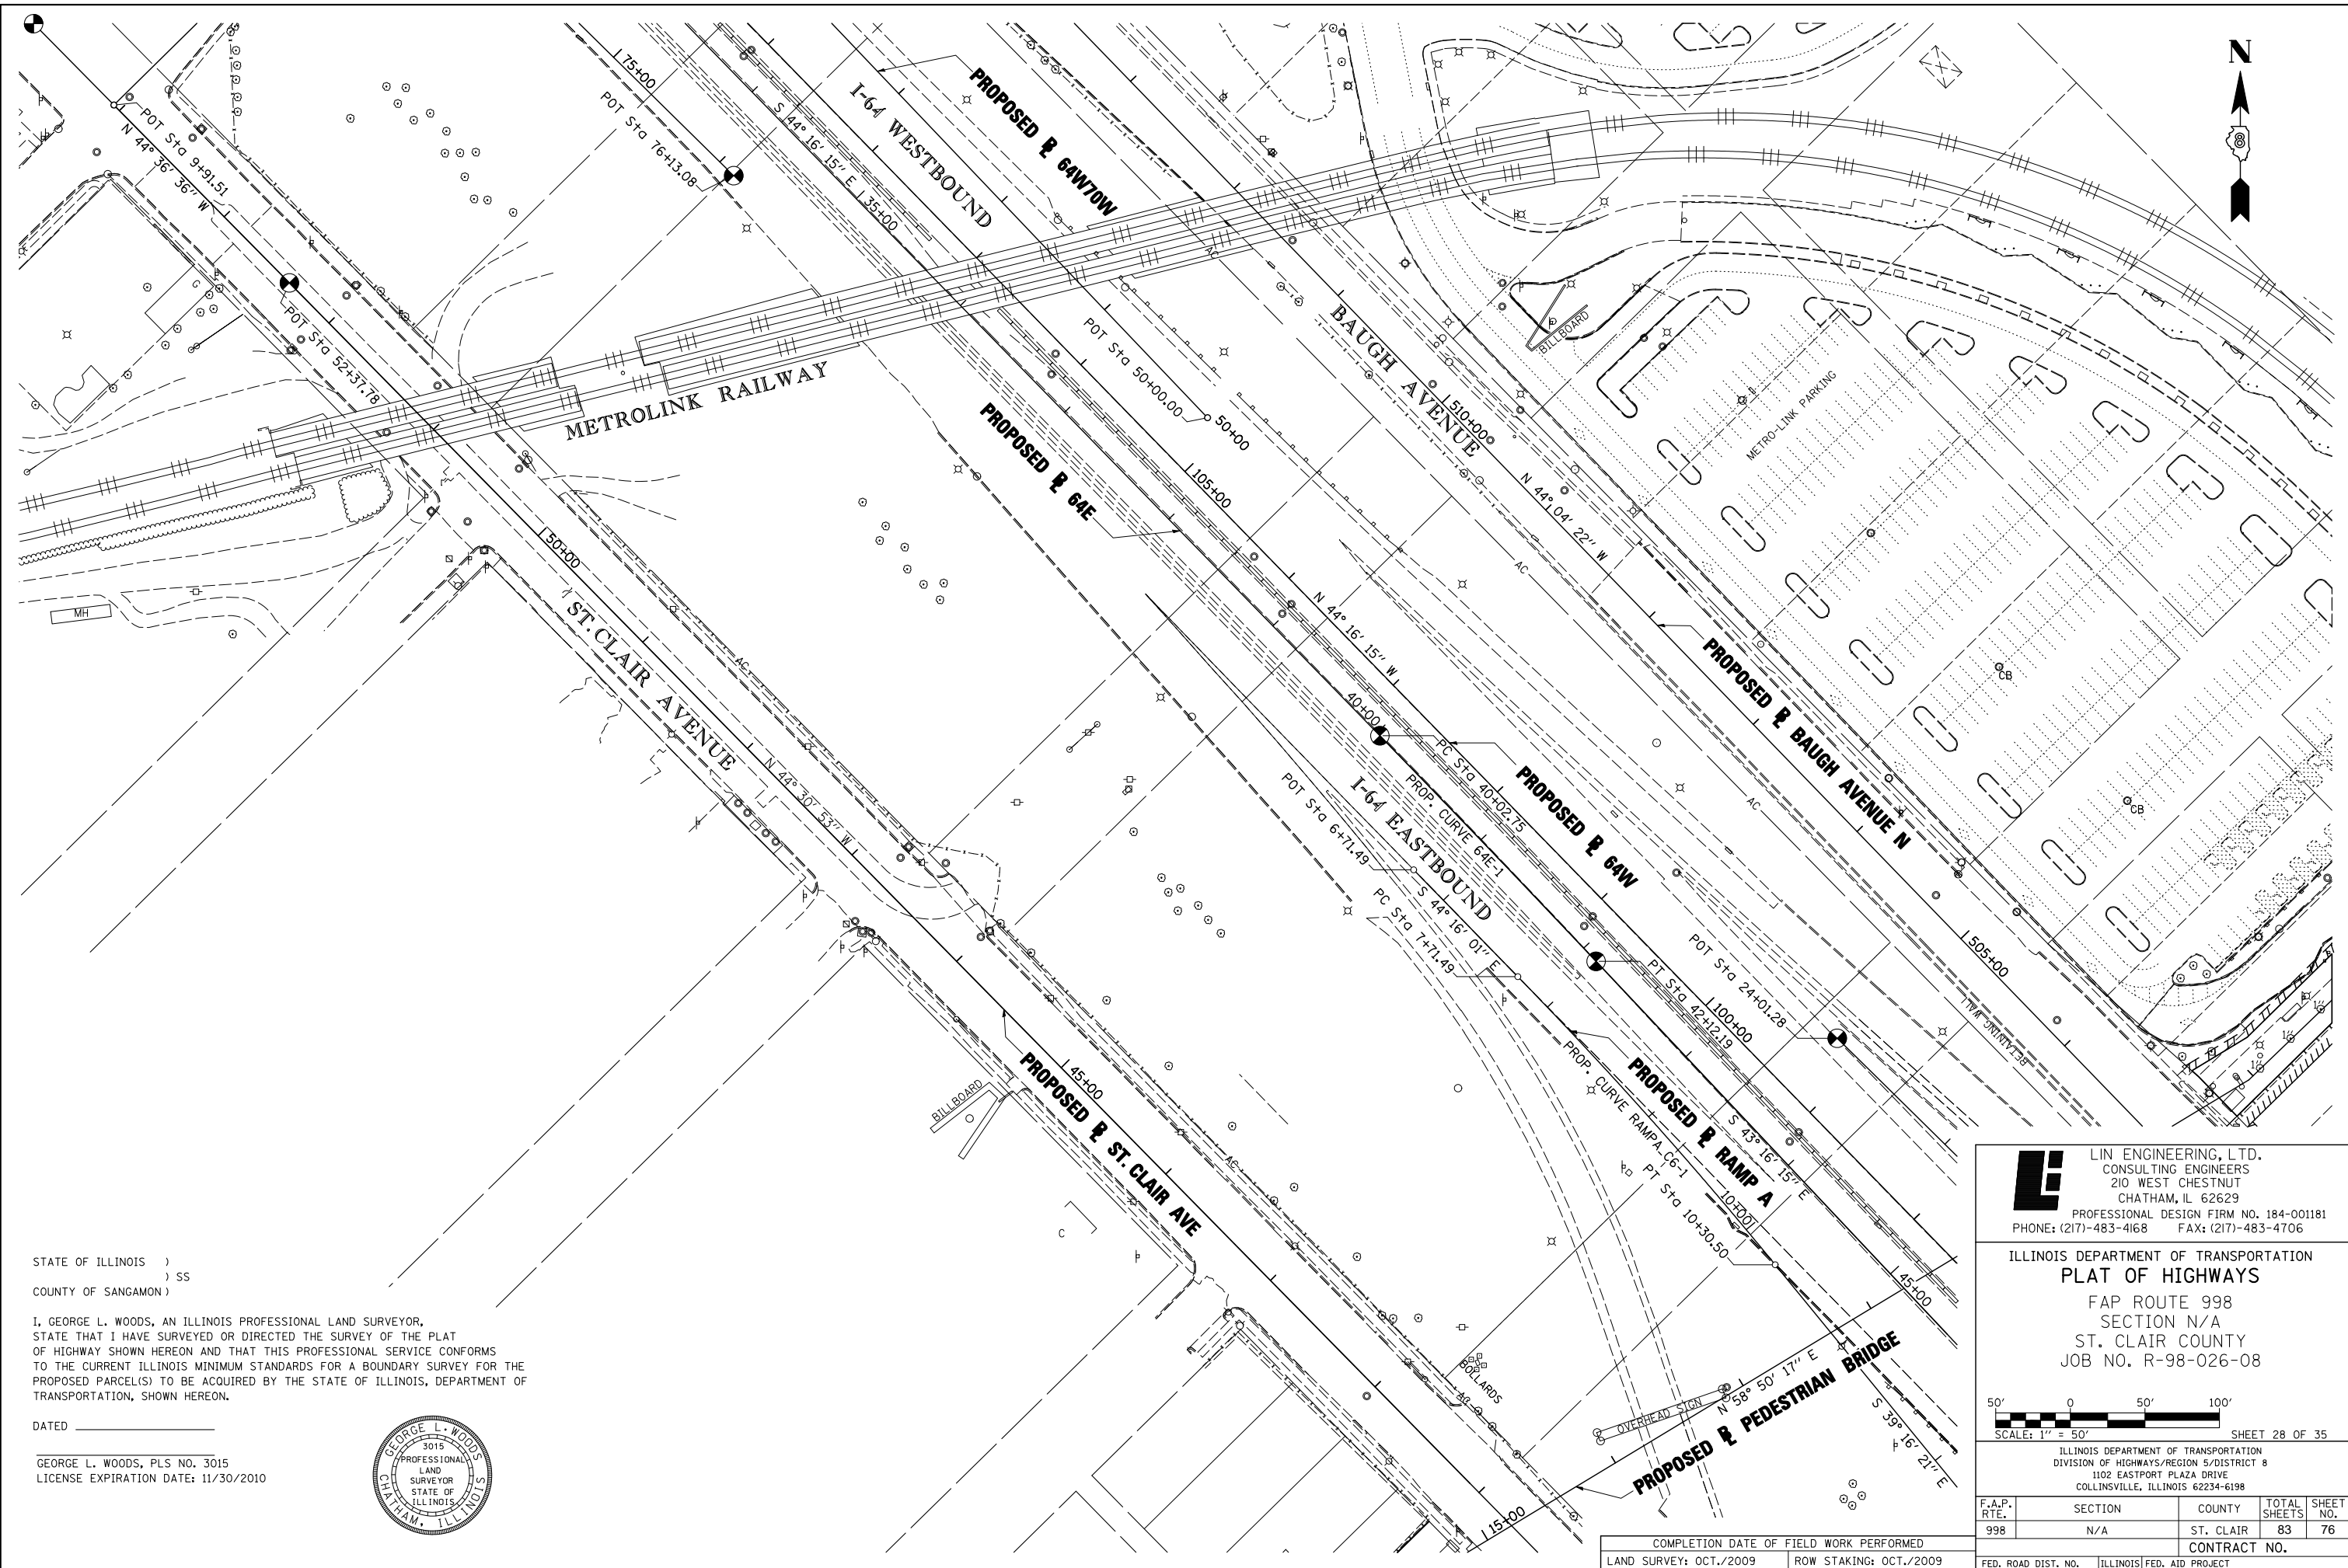 N
8
POT Sta 9+91.51
N 44° 36' 36" W
75+00
POT Sta 76+13.08
S 44° 16' 15" E
35+00
I-64 WESTBOUND
PROPOSED ⅊ 64W70W
G
POT Sta 52+37.78
METROLINK RAILWAY
POT Sta 50+00.00
50+00
AC
BAUGH AVENUE
510+00
BILLBOARD
METRO-LINK PARKING
PROPOSED ⅊ 64E
105+00
N 44° 04' 22" W
AC
MH
50+00
ST. CLAIR AVENUE
AC
N 44° 30' 53" W
N 44° 16' 15" W
40+00
PC Sta 40+02.75
PROP. CURVE 64E-1
I-64 EASTBOUND
PROPOSED ⅊ 64W
PROPOSED ⅊ BAUGH AVENUE N
AC
CB
CB
POT Sta 6+71.49
S 44° 16' 01" E
PC Sta 7+71.49
PT Sta 42+12.19
100+00
POT Sta 24+01.28
505+00
RETAINING WALL
1"
1"
1"
BILLBOARD
45+00
PROPOSED ⅊ ST. CLAIR AVE
AC
C
PROP. CURVE RAMPA_C6-1
PROPOSED ⅊ RAMP A
S 43° 16' 15" E
PT Sta 10+30.50
10+00
45+00
BOLLARDS
AC
OVERHEAD SIGN
N 58° 50' 17" E
PROPOSED ⅊ PEDESTRIAN BRIDGE
S 39° 16' 21" E
15+00
STATE OF ILLINOIS )
) SS
COUNTY OF SANGAMON )
I, GEORGE L. WOODS, AN ILLINOIS PROFESSIONAL LAND SURVEYOR,
STATE THAT I HAVE SURVEYED OR DIRECTED THE SURVEY OF THE PLAT
OF HIGHWAY SHOWN HEREON AND THAT THIS PROFESSIONAL SERVICE CONFORMS
TO THE CURRENT ILLINOIS MINIMUM STANDARDS FOR A BOUNDARY SURVEY FOR THE
PROPOSED PARCEL(S) TO BE ACQUIRED BY THE STATE OF ILLINOIS, DEPARTMENT OF
TRANSPORTATION, SHOWN HEREON.
DATED
GEORGE L. WOODS, PLS NO. 3015
LICENSE EXPIRATION DATE: 11/30/2010
GEORGE L. WOODS
3015
PROFESSIONAL
LAND
SURVEYOR
STATE OF
ILLINOIS
CHATHAM, ILLINOIS
LIN ENGINEERING, LTD.
CONSULTING ENGINEERS
210 WEST CHESTNUT
CHATHAM, IL 62629
PROFESSIONAL DESIGN FIRM NO. 184-001181
PHONE: (217)-483-4168 FAX: (217)-483-4706
ILLINOIS DEPARTMENT OF TRANSPORTATION
PLAT OF HIGHWAYS
FAP ROUTE 998
SECTION N/A
ST. CLAIR COUNTY
JOB NO. R-98-026-08
50' 0 50' 100'
SCALE: 1" = 50' SHEET 28 OF 35
ILLINOIS DEPARTMENT OF TRANSPORTATION
DIVISION OF HIGHWAYS/REGION 5/DISTRICT 8
1102 EASTPORT PLAZA DRIVE
COLLINSVILLE, ILLINOIS 62234-6198
F.A.P. RTE. SECTION COUNTY TOTAL SHEETS SHEET NO.
998 N/A ST. CLAIR 83 76
CONTRACT NO.
FED. ROAD DIST. NO. ILLINOIS FED. AID PROJECT
COMPLETION DATE OF FIELD WORK PERFORMED
LAND SURVEY: OCT./2009 ROW STAKING: OCT./2009